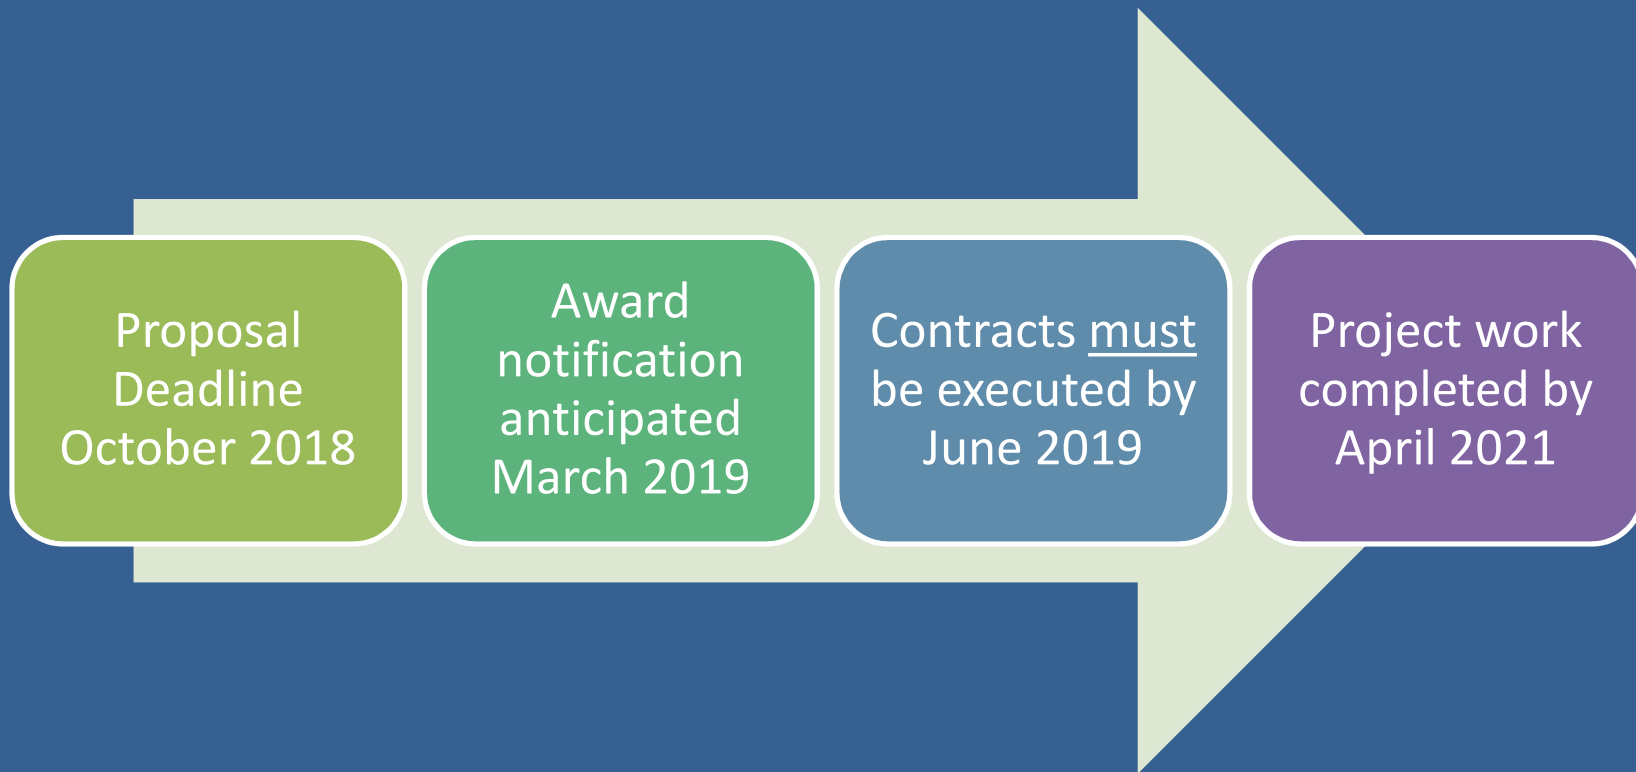 Proposal
Deadline
October 2018
Award
notification
anticipated
March 2019
Contracts must
be executed by
June 2019
Project work
completed by
April 2021